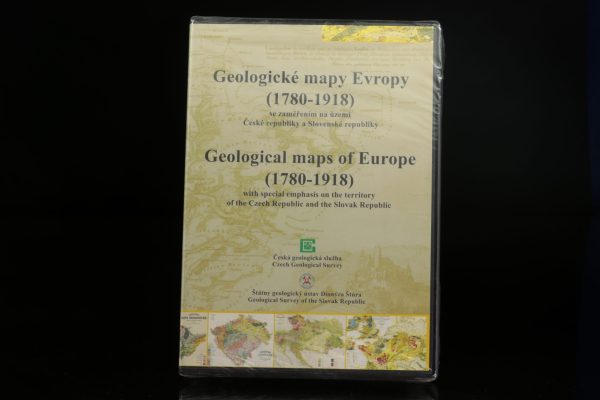 Geologické mapy Evropy
(1780-1918)
se zaměřením na území
České republiky a Slovenské republiky
Geological maps of Europe
(1780-1918)
with special emphasis on the territory
of the Czech Republic and the Slovak Republic
Česká geologická služba
Czech Geological Survey
Štátny geologický ústav Dionýza Štúra
Geological Survey of the Slovak Republic